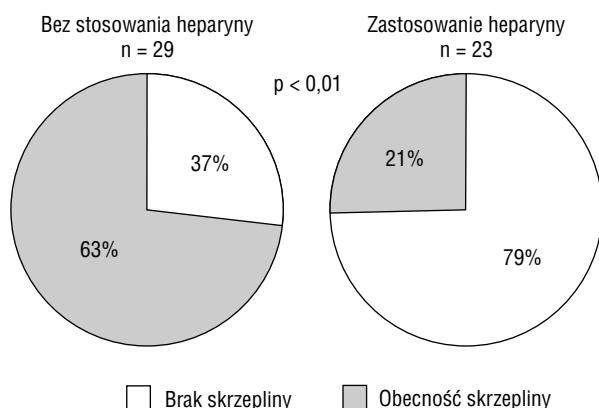 Bez stosowania heparyny
n = 29
Zastosowanie heparyny
n = 23
p < 0,01
37%
63%
21%
79%
Brak skrzepliny
Obecność skrzepliny